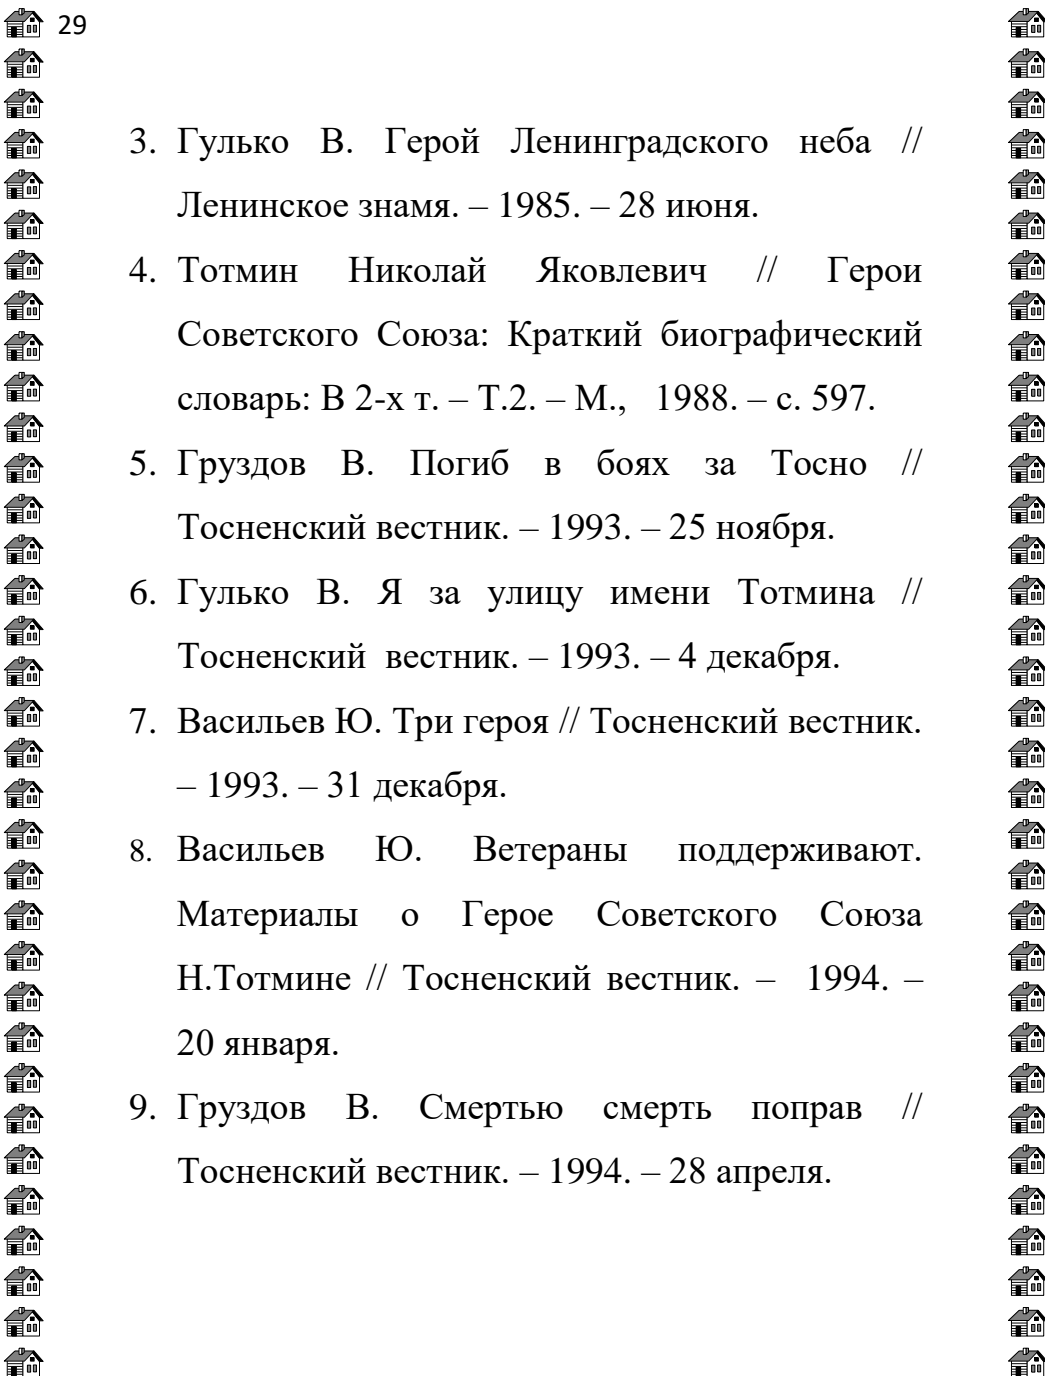 29
3. Гулько В. Герой Ленинградского неба //
Ленинское знамя. – 1985. – 28 июня.
4. Тотмин Николай Яковлевич // Герои
Советского Союза: Краткий биографический
словарь: В 2-х т. – Т.2. – М., 1988. – с. 597.
5. Груздов В. Погиб в боях за Тосно //
Тосненский вестник. – 1993. – 25 ноября.
6. Гулько В. Я за улицу имени Тотмина //
Тосненский вестник. – 1993. – 4 декабря.
7. Васильев Ю. Три героя // Тосненский вестник.
– 1993. – 31 декабря.
8. Васильев Ю. Ветераны поддерживают.
Материалы о Герое Советского Союза
Н.Тотмине // Тосненский вестник. – 1994. –
20 января.
9. Груздов В. Смертью смерть поправ //
Тосненский вестник. – 1994. – 28 апреля.